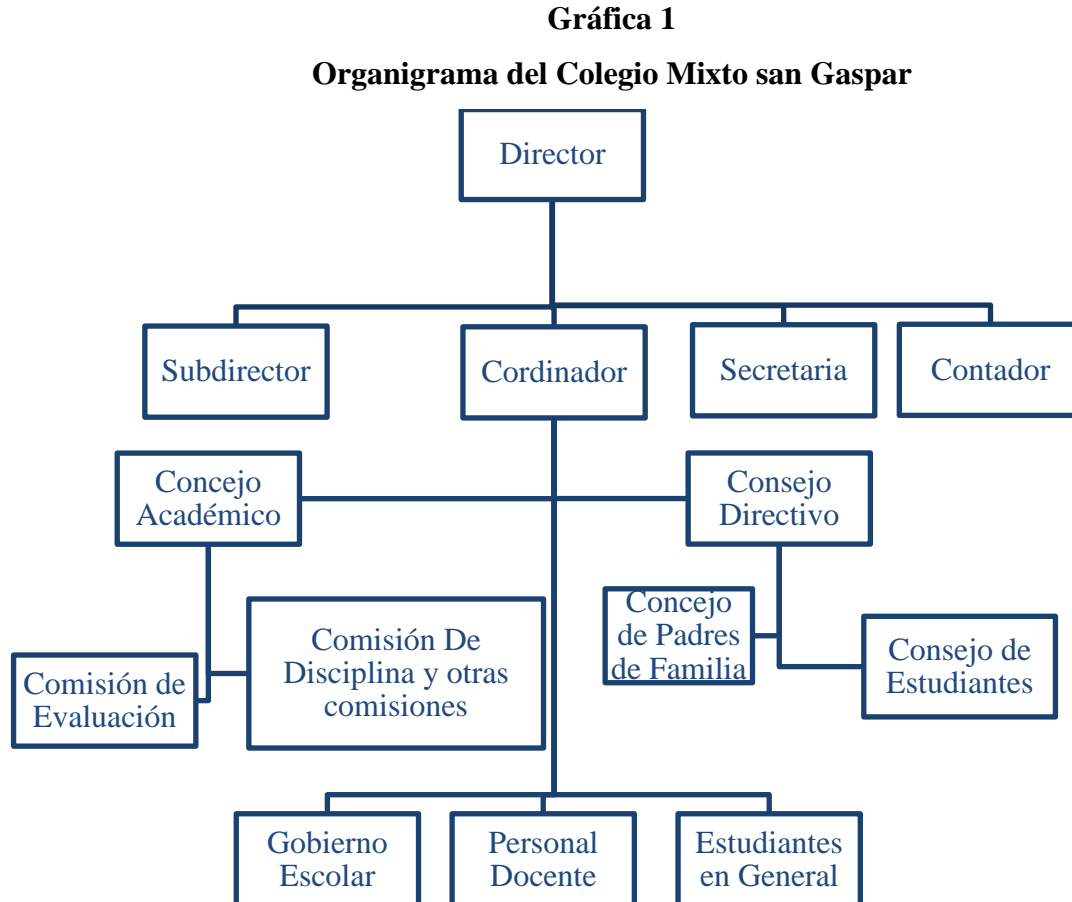 Gráfica 1
Organigrama del Colegio Mixto san Gaspar
Director
Subdirector
Cordinador
Secretaria
Contador
Concejo
Académico
Consejo
Directivo
Comisión de
Evaluación
Comisión De
Disciplina y otras
comisiones
Concejo
de Padres
de Familia
Consejo de
Estudiantes
Gobierno
Escolar
Personal
Docente
Estudiantes
en General